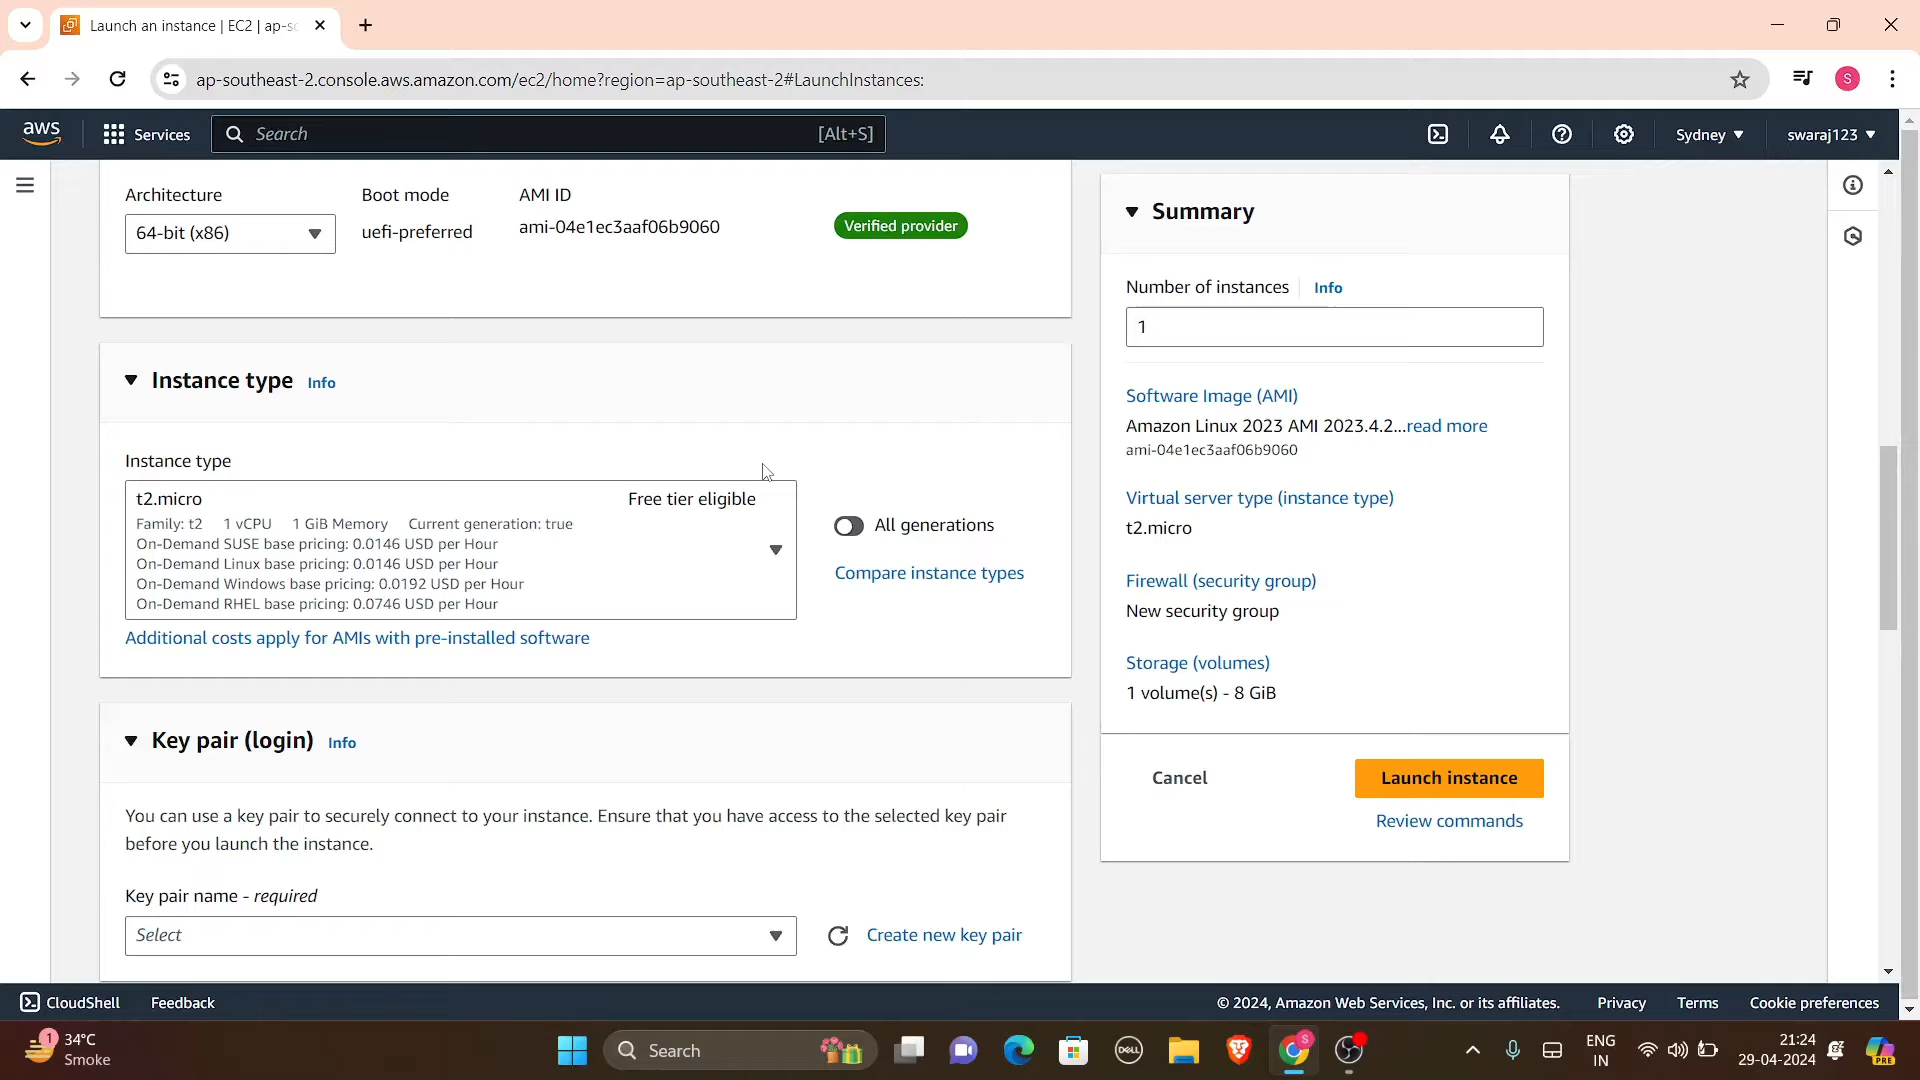 Launch an instance | EC2 | ap-so
ap-southeast-2.console.aws.amazon.com/ec2/home?region=ap-southeast-2#LaunchInstances:
S
aws
Services
Search
[Alt+S]
Sydney
swaraj123
Architecture
Boot mode
AMI ID
64-bit (x86)
uefi-preferred
ami-04e1ec3aaf06b9060
Verified provider
Instance type Info
Instance type
t2.micro
Free tier eligible
Family: t2 1 vCPU 1 GiB Memory Current generation: true
On-Demand SUSE base pricing: 0.0146 USD per Hour
On-Demand Linux base pricing: 0.0146 USD per Hour
On-Demand Windows base pricing: 0.0192 USD per Hour
On-Demand RHEL base pricing: 0.0746 USD per Hour
All generations
Compare instance types
Additional costs apply for AMIs with pre-installed software
Key pair (login) Info
You can use a key pair to securely connect to your instance. Ensure that you have access to the selected key pair
before you launch the instance.
Key pair name - required
Select
Create new key pair
Summary
Number of instances Info
1
Software Image (AMI)
Amazon Linux 2023 AMI 2023.4.2...read more
ami-04e1ec3aaf06b9060
Virtual server type (instance type)
t2.micro
Firewall (security group)
New security group
Storage (volumes)
1 volume(s) - 8 GiB
Cancel
Launch instance
Review commands
CloudShell
Feedback
© 2024, Amazon Web Services, Inc. or its affiliates.
Privacy
Terms
Cookie preferences
1
34°C
Smoke
Search
DELL
S
ENG
IN
21:24
29-04-2024
PRE